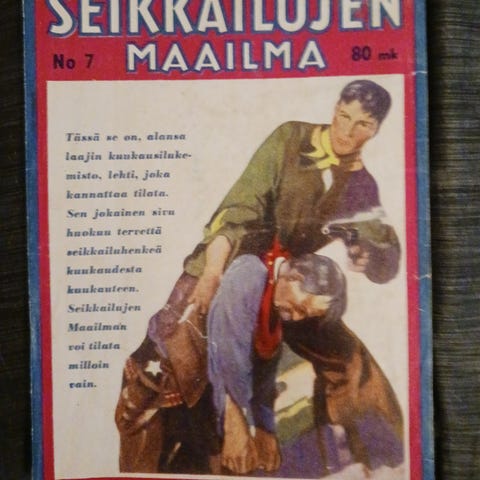 SEIKKAILUJEN
MAAILMA
No 7
80 mk
Tässä se on, alansa
laajin kuukausiluke-
misto, lehti, joka
kannattaa tilata.
Sen jokainen sivu
huokuu tervettä
seikkailuhenkeä
kuukaudesta
kuukauteen.
Seikkailujen
Maailman
voi tilata
milloin
vain.